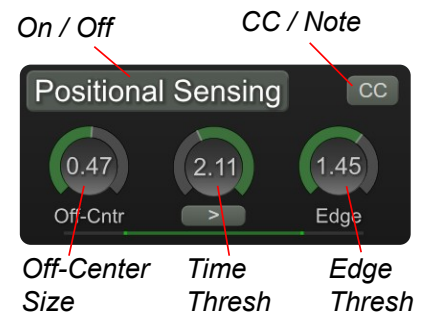 On / Off
CC / Note
Positional Sensing
CC
0.47
2.11
1.45
Off-Cntr
>
Edge
Off-Center
Size
Time
Thresh
Edge
Thresh